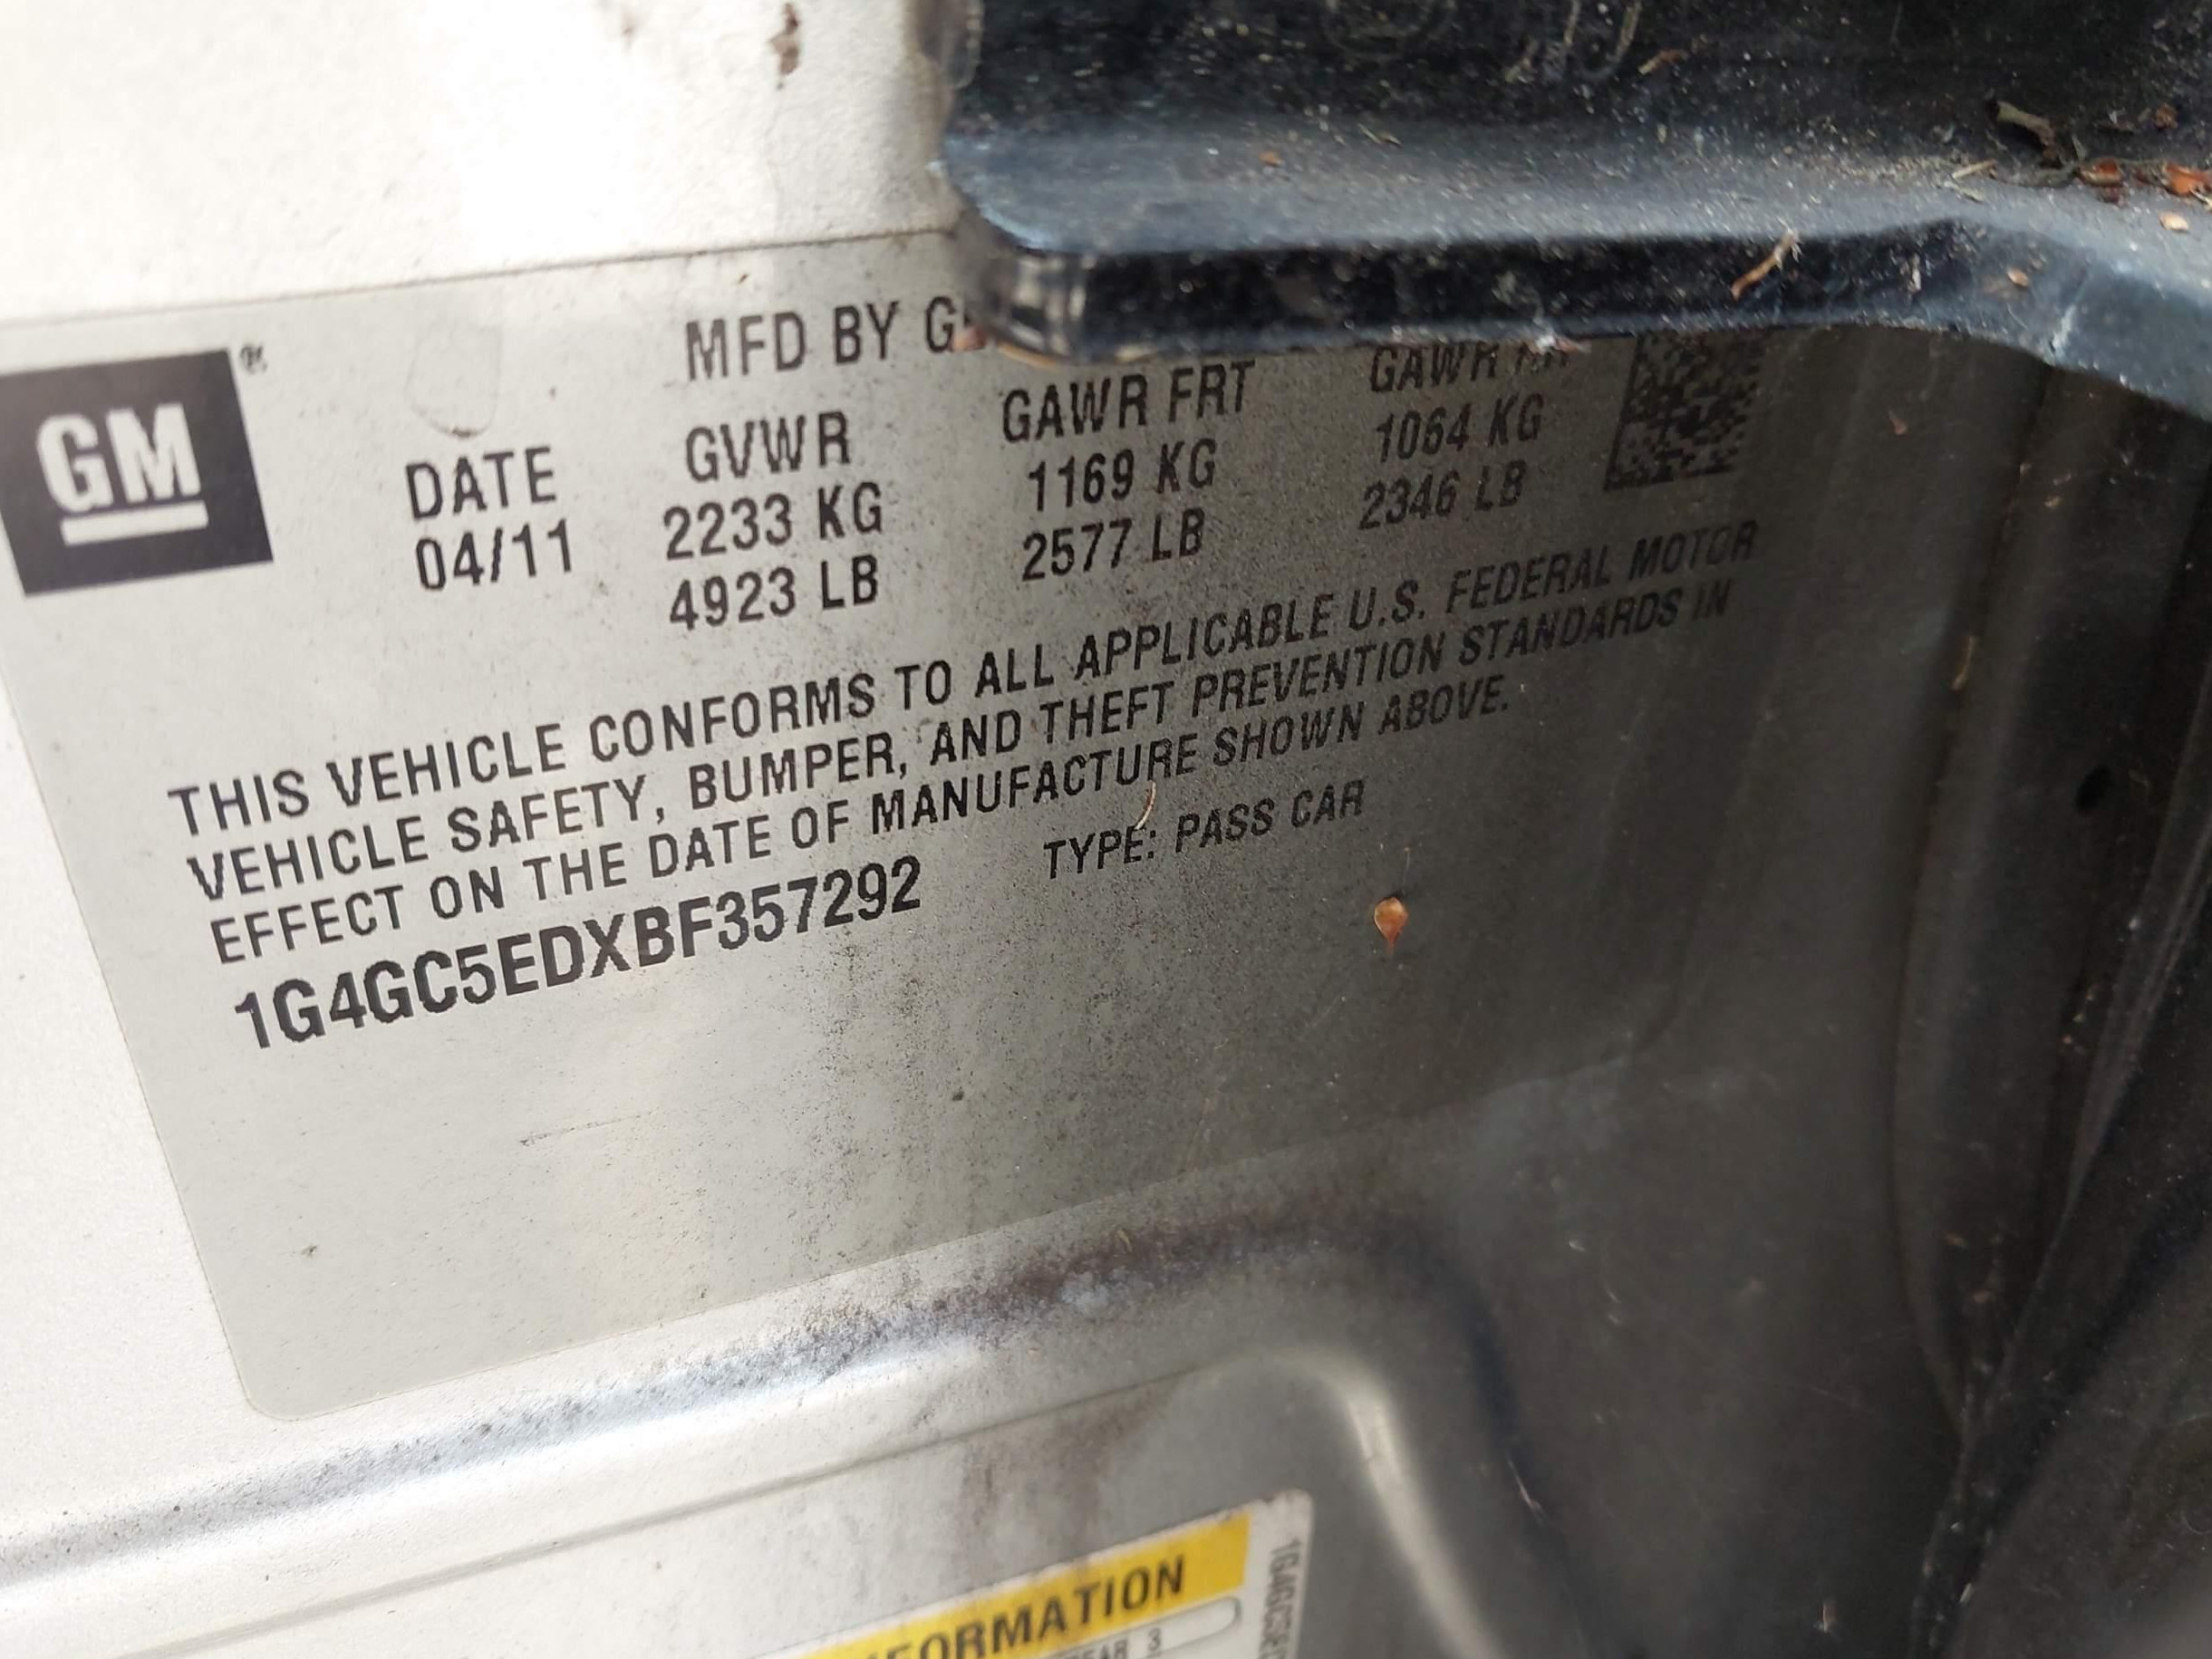 MFD BY
GM ®
DATE GVWR GAWR FRT GAWR
04/11 2233 KG 1169 KG 1064 KG
4923 LB 2577 LB 2346 LB
THIS VEHICLE CONFORMS TO ALL APPLICABLE U.S. FEDERAL MOTOR
VEHICLE SAFETY, BUMPER, AND THEFT PREVENTION STANDARDS IN
EFFECT ON THE DATE OF MANUFACTURE SHOWN ABOVE.
1G4GC5EDXBF357292 TYPE: PASS CAR
FORMATION
3